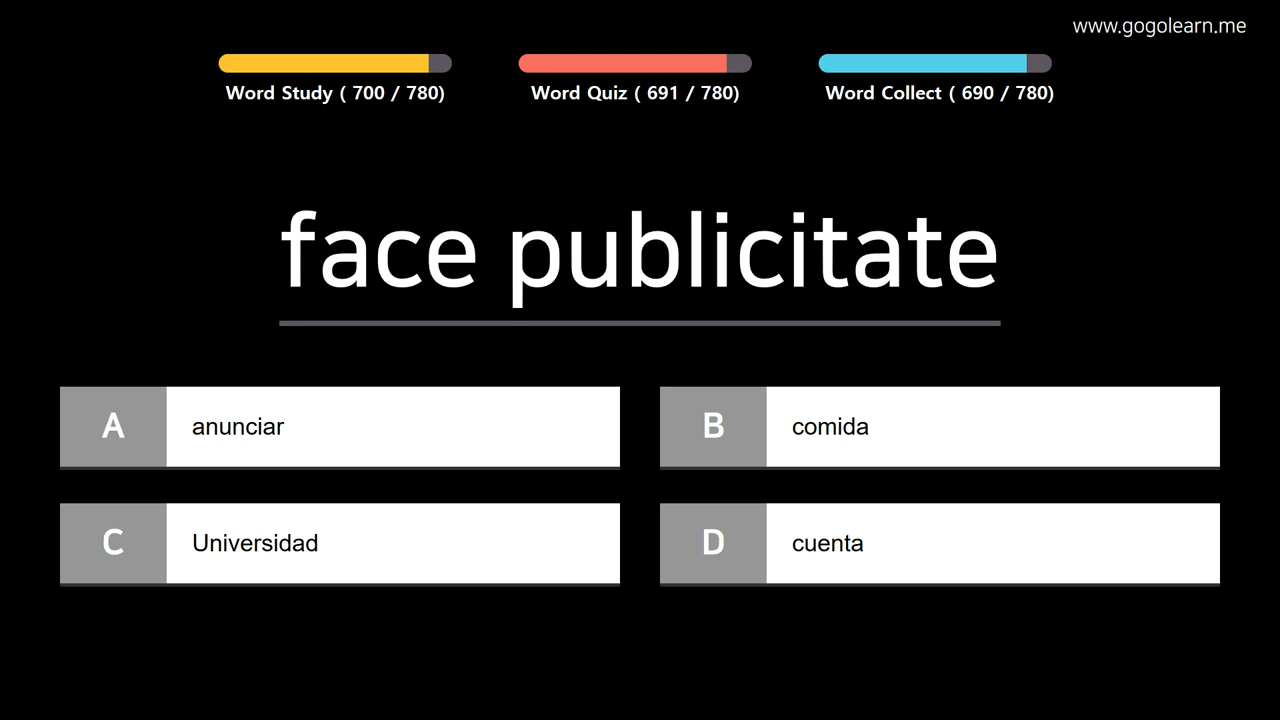 www.gogolearn.me
Word Study ( 700 / 780)
Word Quiz ( 691 / 780)
Word Collect ( 690 / 780)
face publicitate
A anunciar
B comida
C Universidad
D cuenta